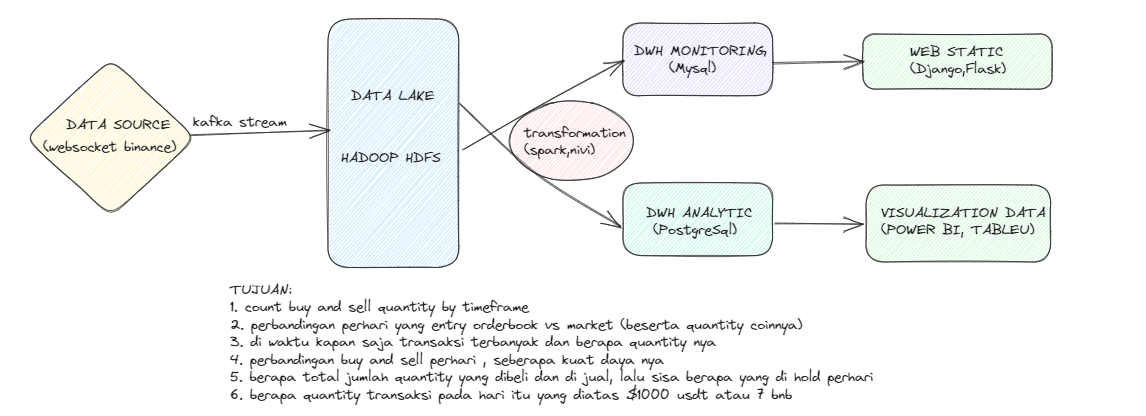 DATA SOURCE
(websocket binance)
kafka stream
DATA LAKE
HADOOP HDFS
transformation
(spark,nivi)
DWH MONITORING
(Mysql)
WEB STATIC
(Django,Flask)
DWH ANALYTIC
(PostgreSql)
VISUALIZATION DATA
(POWER BI, TABLEU)
TUJUAN:
1. count buy and sell quantity by timeframe
2. perbandingan perhari yang entry orderbook vs market (beserta quantity coinnya)
3. di waktu kapan saja transaksi terbanyak dan berapa quantity nya
4. perbandingan buy and sell perhari , seberapa kuat daya nya
5. berapa total jumlah quantity yang dibeli dan di jual, lalu sisa berapa yang di hold perhari
6. berapa quantity transaksi pada hari itu yang diatas $1000 usdt atau 7 bnb